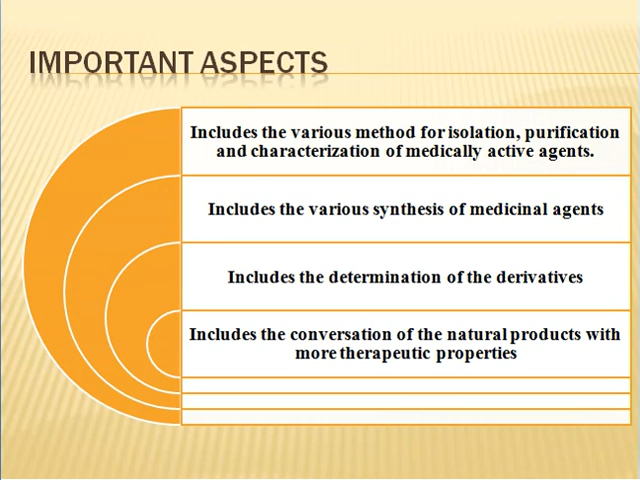 IMPORTANT ASPECTS
Includes the various method for isolation, purification
and characterization of medically active agents.
Includes the various synthesis of medicinal agents
Includes the determination of the derivatives
Includes the conversation of the natural products with
more therapeutic properties